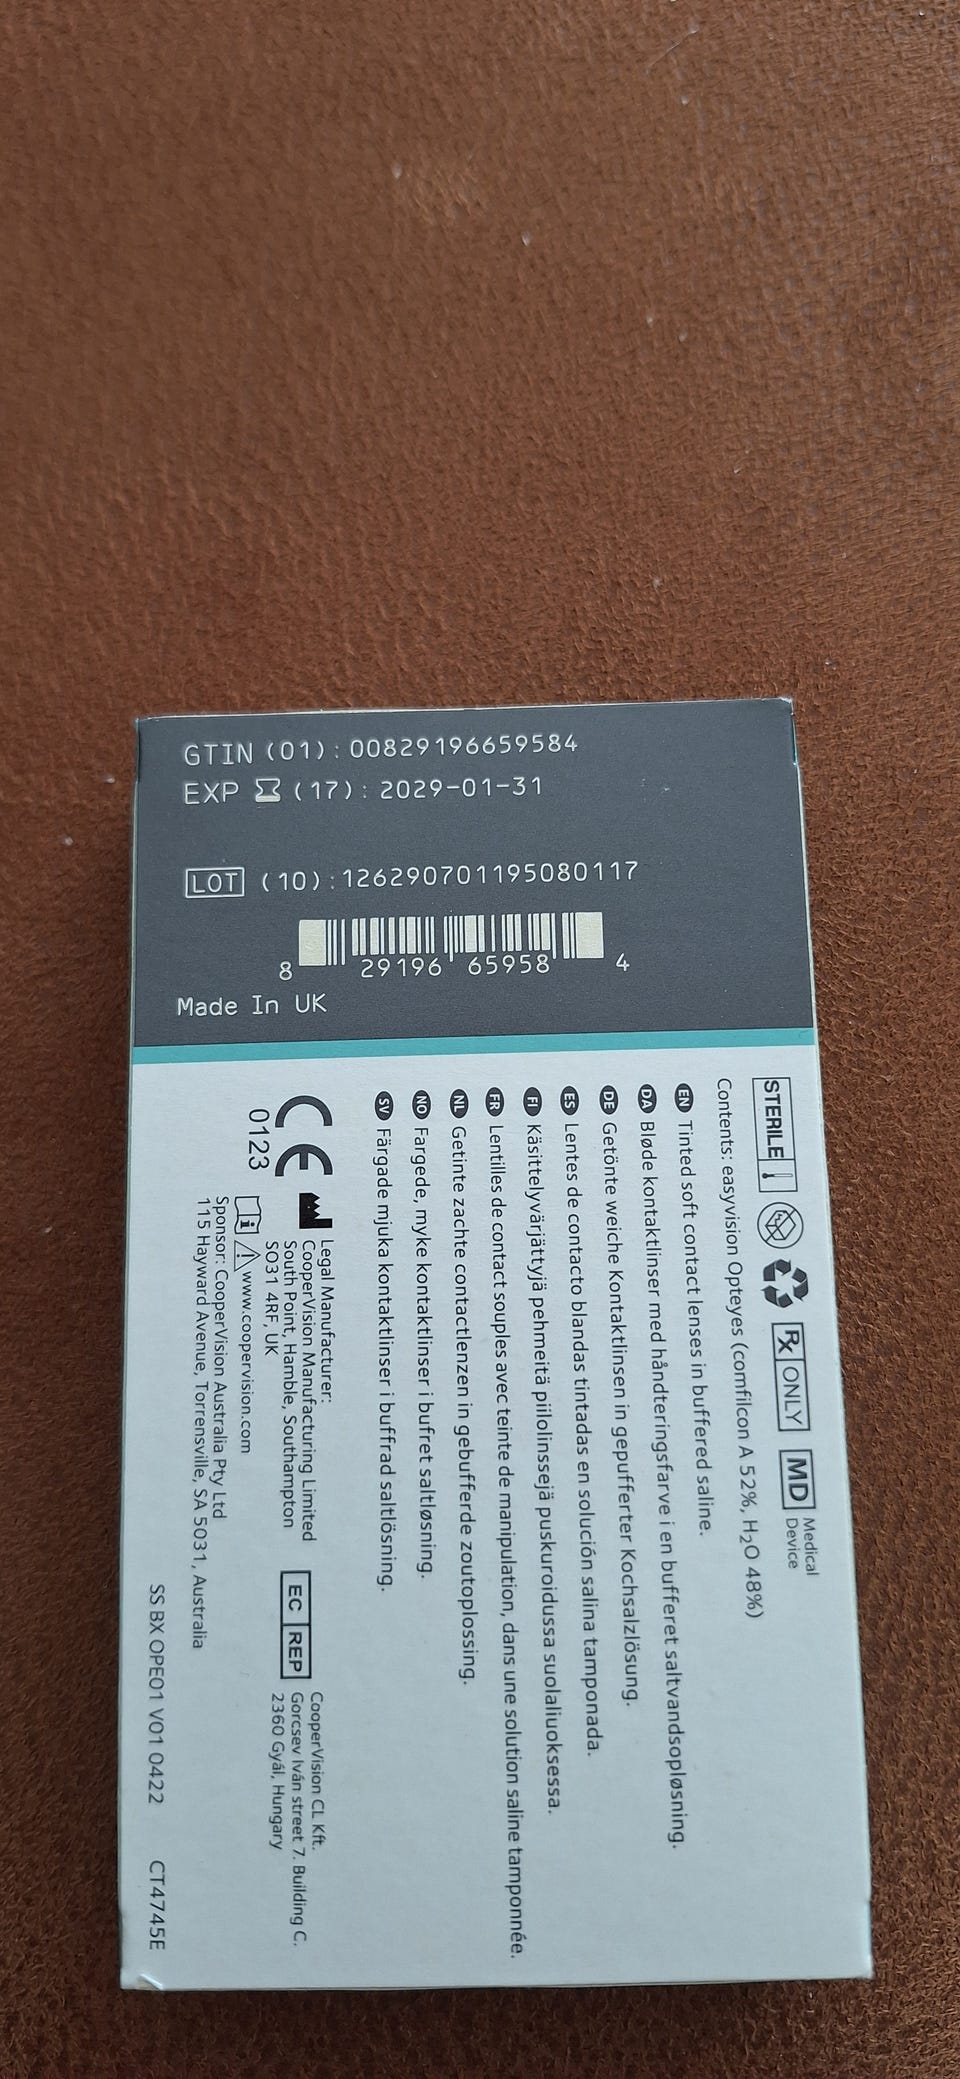 GTIN (01): 00829196659584
EXP (17): 2029-01-31
LOT (10): 126290701195080117
8 29196 65958 4
Made In UK
STERILE Rx ONLY MD Medical Device
Contents: easyvision Opteyes (comfilcon A 52%, H₂O 48%)
EN Tinted soft contact lenses in buffered saline.
DA Bløde kontaktlinser med håndteringsfarve i en bufferet saltvandsopløsning.
DE Getönte weiche Kontaktlinsen in gepufferter Kochsalzlösung.
ES Lentes de contacto blandas tintadas en solución salina tamponada.
FI Käsittelyvärjättyjä pehmeitä piilolinssejä puskuroidussa suolaliuoksessa.
FR Lentilles de contact souples avec teinte de manipulation, dans une solution saline tamponnée.
NL Getinte zachte contactlenzen in gebufferde zoutoplossing.
NO Fargede, myke kontaktlinser i bufret saltløsning.
SV Färgade mjuka kontaktlinser i buffrad saltlösning.
CE 0123
Legal Manufacturer:
CooperVision Manufacturing Limited
South Point, Hamble, Southampton
SO31 4RF, UK
www.coopervision.com
Sponsor: CooperVision Australia Pty Ltd
115 Hayward Avenue, Torrensville, SA 5031, Australia
EC REP
CooperVision CL Kft.
Gorcsev Iván street 7. Building C.
2360 Gyál, Hungary
SS BX OPE01 V01 0422 CT4745E